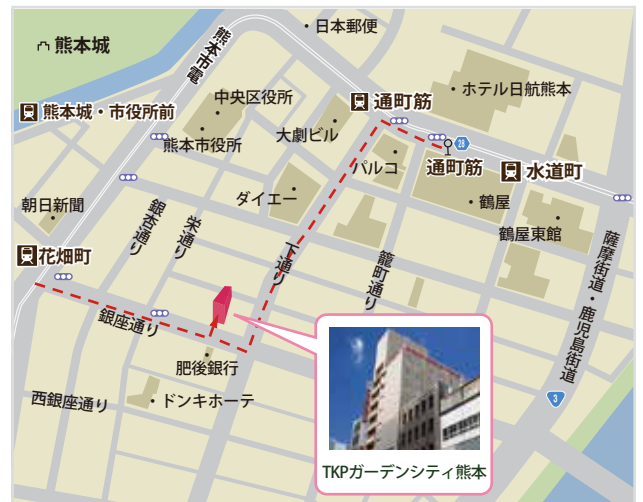 日本郵便
熊本城
熊本市電
ホテル日航熊本
中央区役所
通町筋
熊本城・市役所前
大劇ビル
熊本市役所
28
パルコ
通町筋
水道町
ダイエー
鶴屋
朝日新聞
銀杏通り
栄通り
鶴屋東館
花畑町
下通り
籠町通り
薩摩街道・鹿児島街道
銀座通り
肥後銀行
西銀座通り
ドンキホーテ
3
TKPガーデンシティ熊本